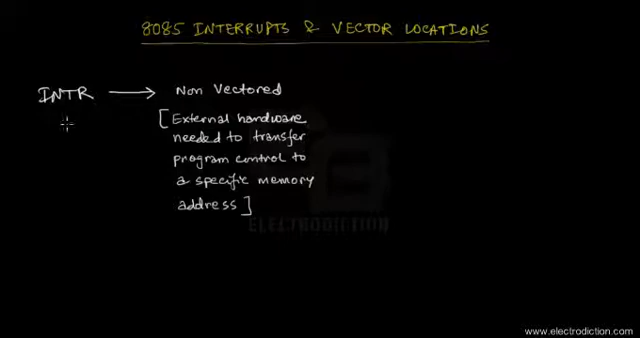 8085 INTERRUPTS & VECTOR LOCATIONS
INTR → Non Vectored
[External hardware
needed to transfer
program control to
a specific memory
address]
ELECTRODICTION
www.electrodiction.com